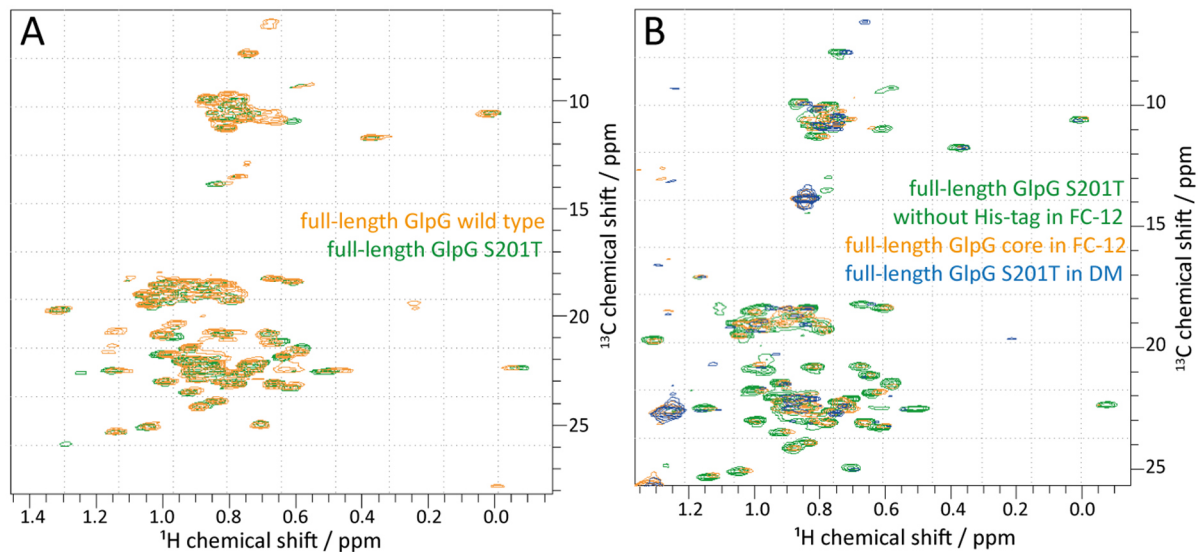 A
10
15
20
25
¹³C chemical shift / ppm
full-length GlpG wild type
full-length GlpG S201T
1.4 1.2 1.0 0.8 0.6 0.4 0.2 0.0
¹H chemical shift / ppm
B
10
15
20
25
¹³C chemical shift / ppm
full-length GlpG S201T
without His-tag in FC-12
full-length GlpG core in FC-12
full-length GlpG S201T in DM
1.2 1.0 0.8 0.6 0.4 0.2 0.0
¹H chemical shift / ppm